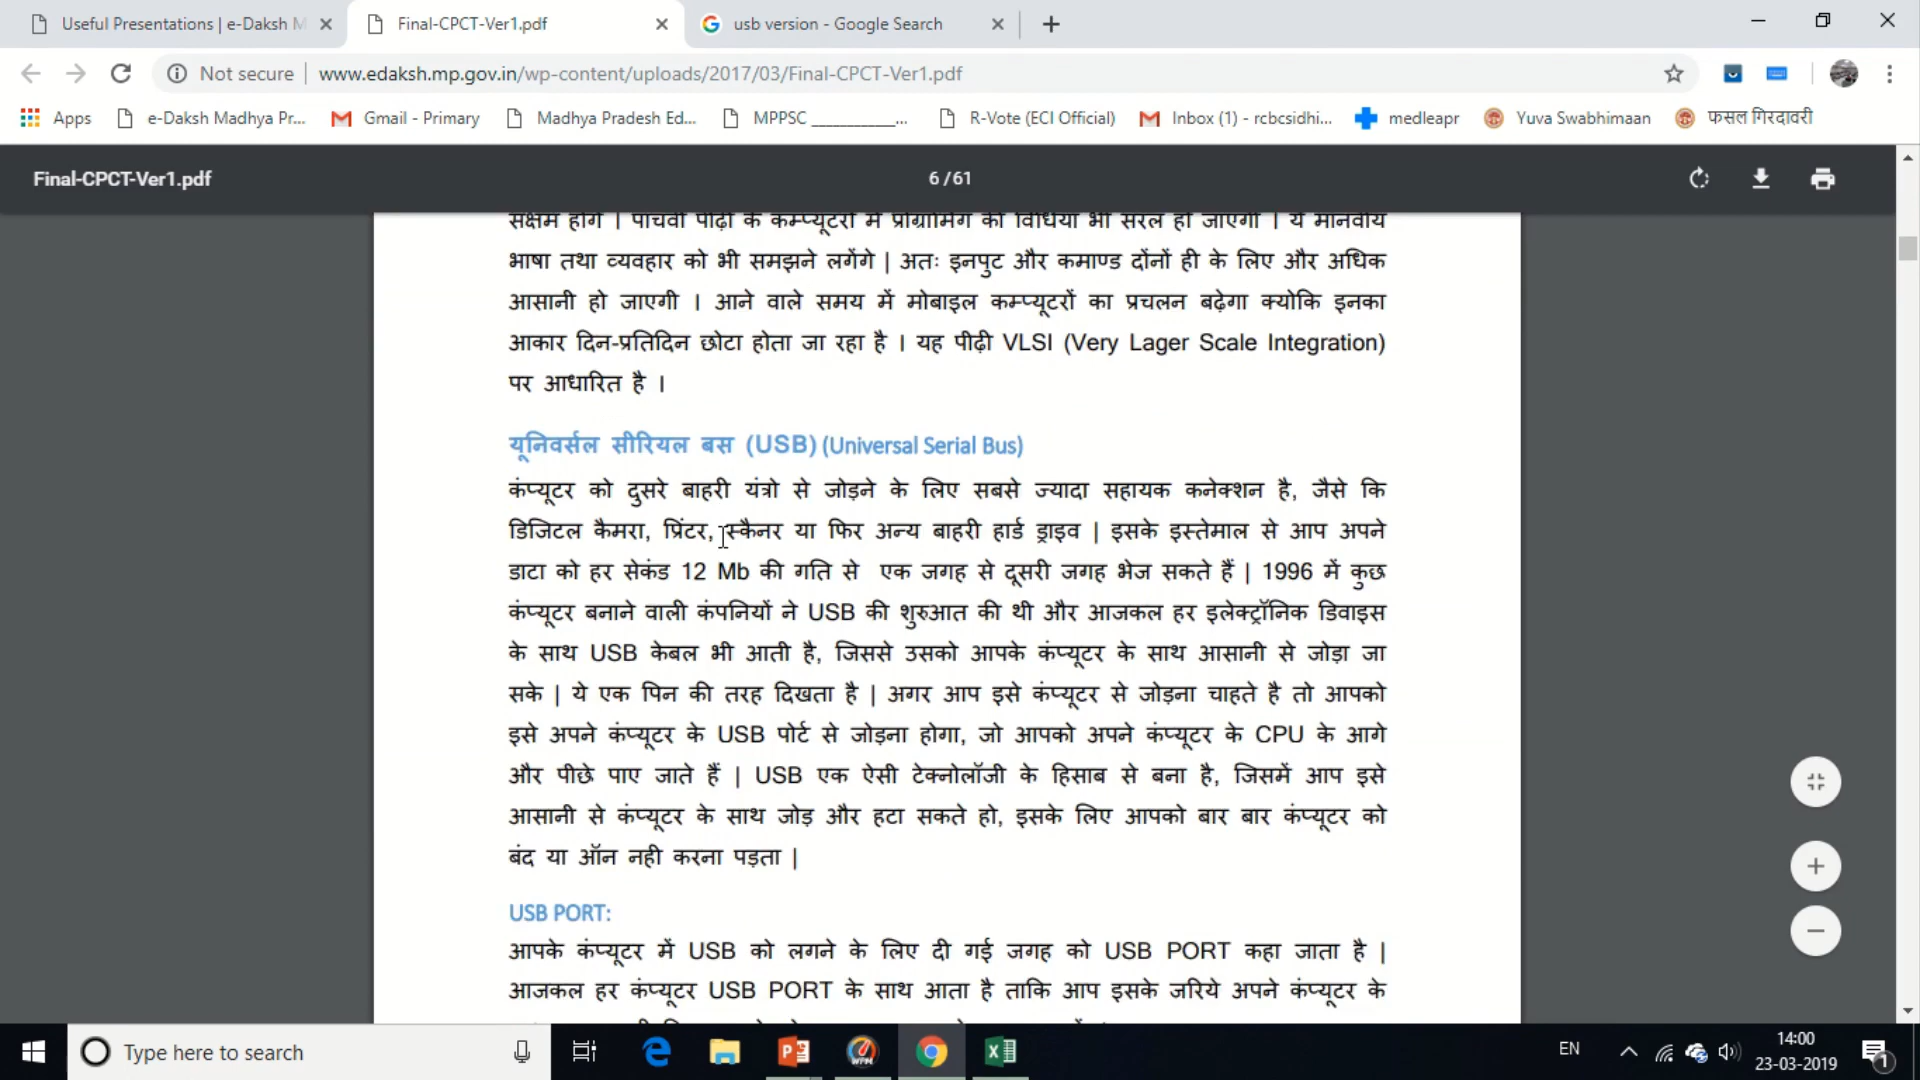 Useful Presentations | e-Daksh M
Final-CPCT-Ver1.pdf
usb version - Google Search
Not secure
www.edaksh.mp.gov.in/wp-content/uploads/2017/03/Final-CPCT-Ver1.pdf
Apps
e-Daksh Madhya Pr...
Gmail - Primary
Madhya Pradesh Ed...
MPPSC ___________...
R-Vote (ECI Official)
Inbox (1) - rcbcsidhi...
medleapr
Yuva Swabhimaan
फसल गिरदावरी
Final-CPCT-Ver1.pdf
6 / 61
सक्षम होंगे | पांचवी पीढ़ी के कम्प्यूटरों में प्रोग्रामिंग की विधियां भी सरल हो जाएंगी | ये मानवीय
भाषा तथा व्यवहार को भी समझने लगेंगे | अतः इनपुट और कमाण्ड दोंनों ही के लिए और अधिक
आसानी हो जाएगी । आने वाले समय में मोबाइल कम्प्यूटरों का प्रचलन बढ़ेगा क्योकि इनका
आकार दिन-प्रतिदिन छोटा होता जा रहा है । यह पीढ़ी VLSI (Very Lager Scale Integration)
पर आधारित है ।
यूनिवर्सल सीरियल बस (USB) (Universal Serial Bus)
कंप्यूटर को दुसरे बाहरी यंत्रो से जोड़ने के लिए सबसे ज्यादा सहायक कनेक्शन है, जैसे कि
डिजिटल कैमरा, प्रिंटर, स्कैनर या फिर अन्य बाहरी हार्ड ड्राइव | इसके इस्तेमाल से आप अपने
डाटा को हर सेकंड 12 Mb की गति से एक जगह से दूसरी जगह भेज सकते हैं | 1996 में कुछ
कंप्यूटर बनाने वाली कंपनियों ने USB की शुरुआत की थी और आजकल हर इलेक्ट्रॉनिक डिवाइस
के साथ USB केबल भी आती है, जिससे उसको आपके कंप्यूटर के साथ आसानी से जोड़ा जा
सके | ये एक पिन की तरह दिखता है | अगर आप इसे कंप्यूटर से जोड़ना चाहते है तो आपको
इसे अपने कंप्यूटर के USB पोर्ट से जोड़ना होगा, जो आपको अपने कंप्यूटर के CPU के आगे
और पीछे पाए जाते हैं | USB एक ऐसी टेक्नोलॉजी के हिसाब से बना है, जिसमें आप इसे
आसानी से कंप्यूटर के साथ जोड़ और हटा सकते हो, इसके लिए आपको बार बार कंप्यूटर को
बंद या ऑन नही करना पड़ता |
USB PORT:
आपके कंप्यूटर में USB को लगने के लिए दी गई जगह को USB PORT कहा जाता है |
आजकल हर कंप्यूटर USB PORT के साथ आता है ताकि आप इसके जरिये अपने कंप्यूटर के
Type here to search
EN
14:00
23-03-2019
1